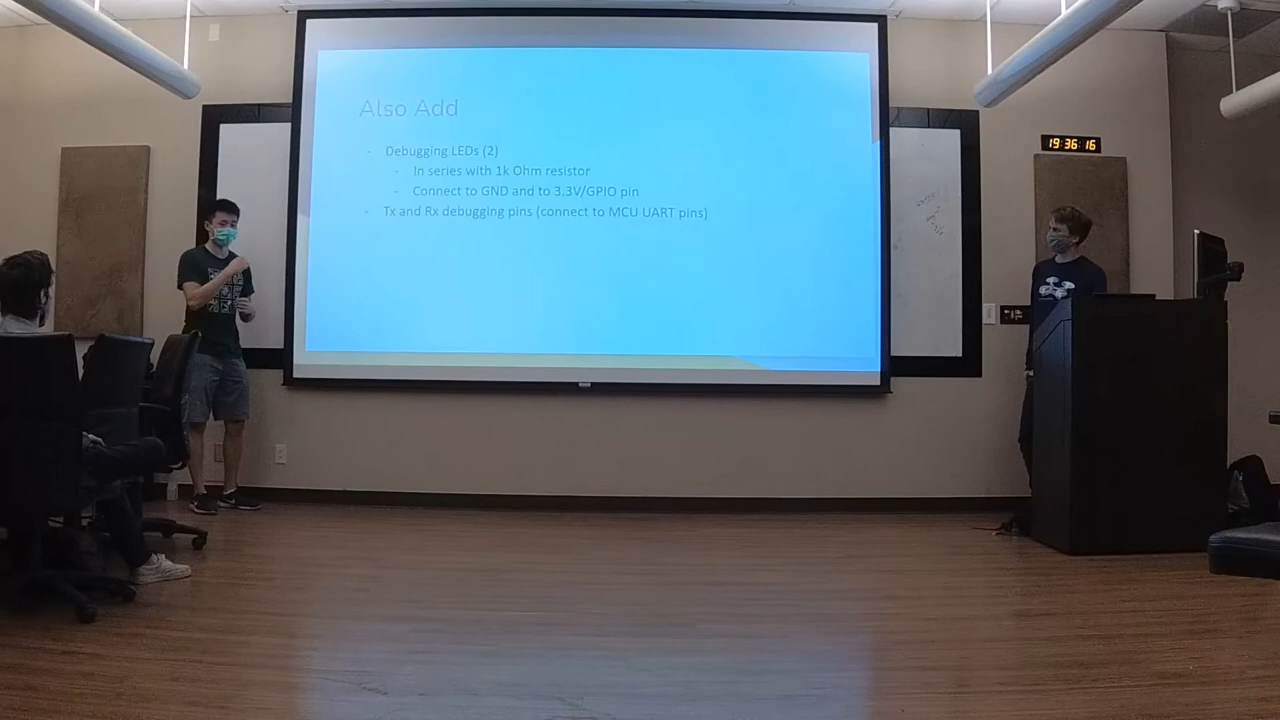 Also Add
- Debugging LEDs (2)
- In series with 1k Ohm resistor
- Connect to GND and to 3.3V/GPIO pin
- Tx and Rx debugging pins (connect to MCU UART pins)
19:36:16